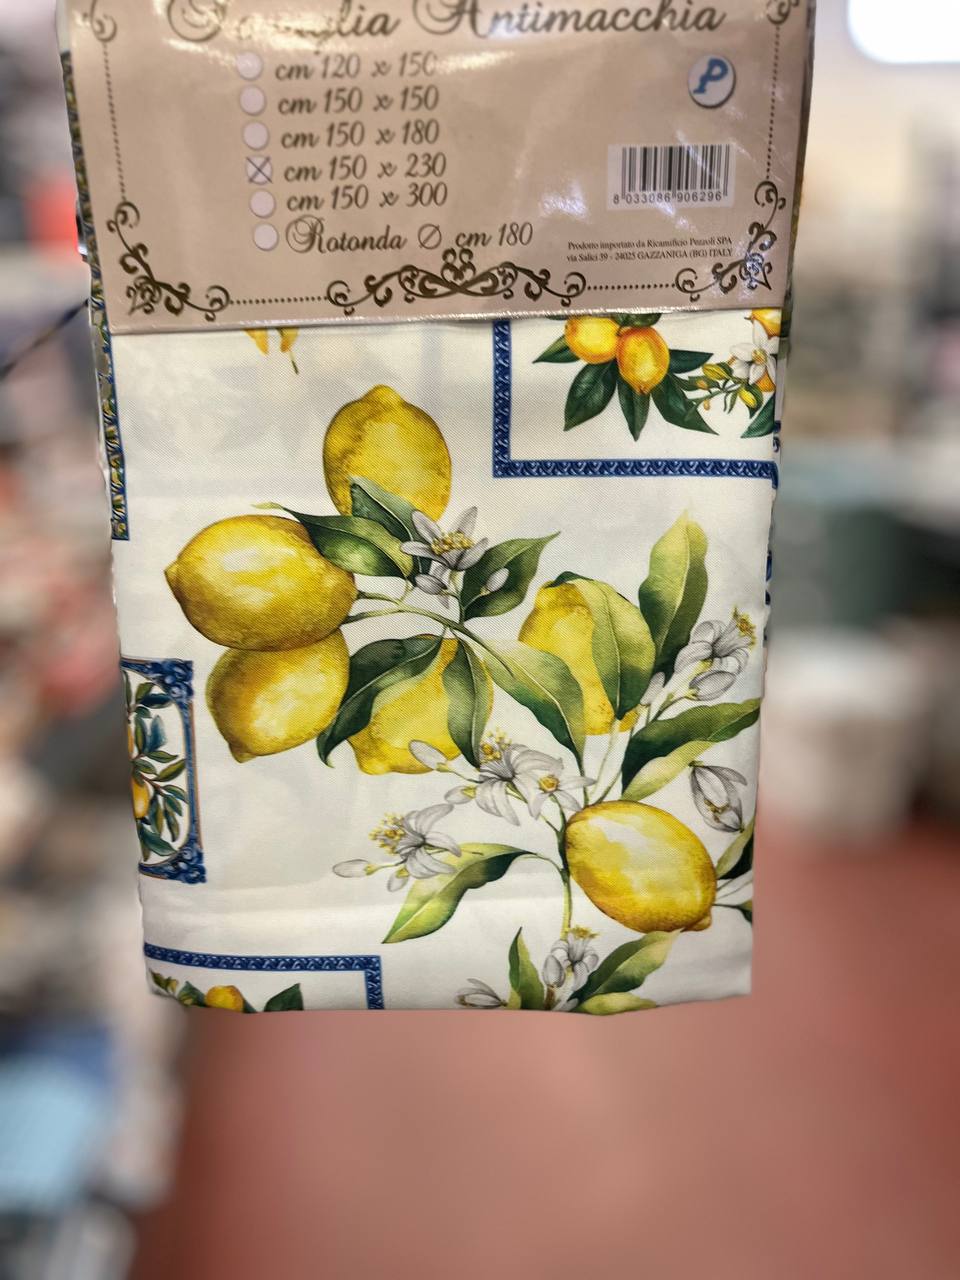 Tovaglia Antimacchia
cm 120 x 150
cm 150 x 150
cm 150 x 180
cm 150 x 230
cm 150 x 300
Rotonda Ø cm 180
P
8 033086 906296
Prodotto importato da Ricamificio Pezzoli SPA
via Salici 39 - 24025 GAZZANIGA (BG) ITALY